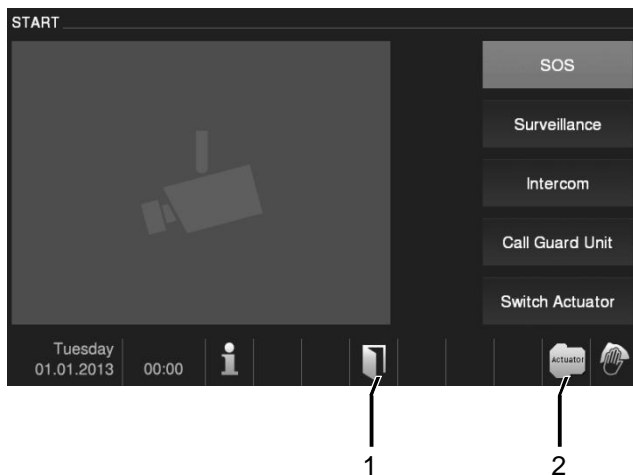 START
SOS
Surveillance
Intercom
Call Guard Unit
Switch Actuator
Tuesday
01.01.2013
00:00
i
Actuator
1
2